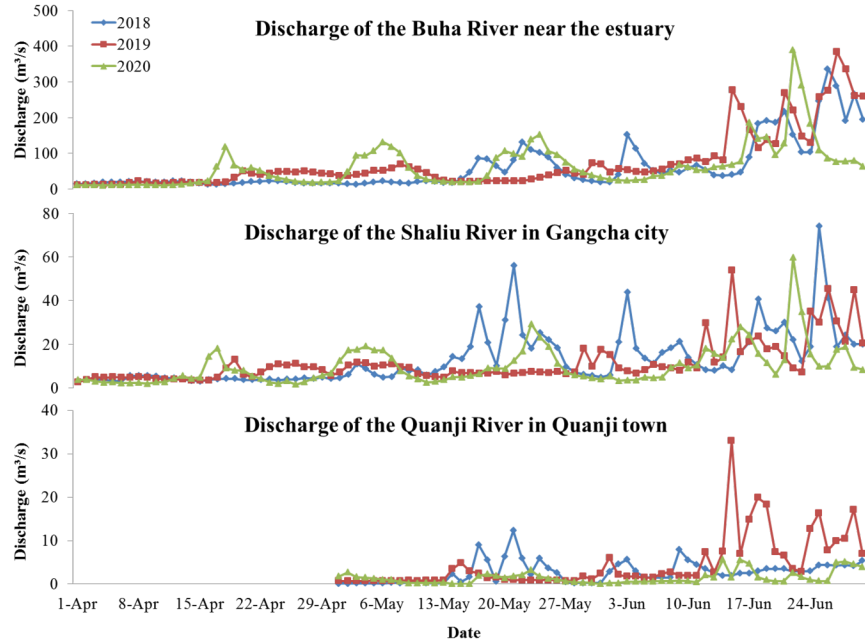 Discharge of the Buha River near the estuary
2018
2019
2020
Discharge (m³/s)
500
400
300
200
100
0
Discharge of the Shaliu River in Gangcha city
Discharge (m³/s)
80
60
40
20
0
Discharge of the Quanji River in Quanji town
Discharge (m³/s)
40
30
20
10
0
1-Apr 8-Apr 15-Apr 22-Apr 29-Apr 6-May 13-May 20-May 27-May 3-Jun 10-Jun 17-Jun 24-Jun
Date